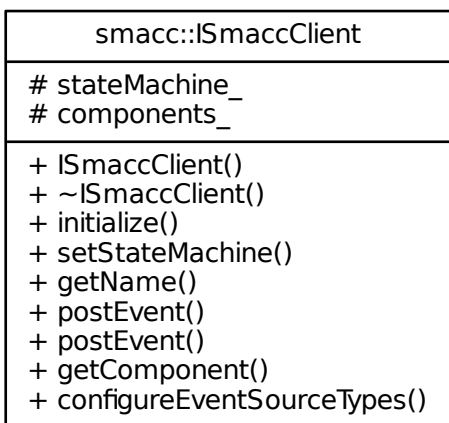 smacc::ISmaccClient
# stateMachine_
# components_
+ ISmaccClient()
+ ~ISmaccClient()
+ initialize()
+ setStateMachine()
+ getName()
+ postEvent()
+ postEvent()
+ getComponent()
+ configureEventSourceTypes()